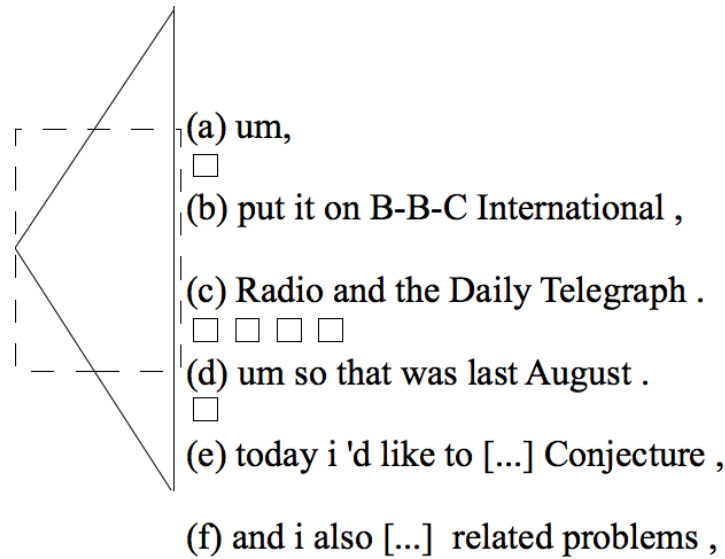 (a) um,
(b) put it on B-B-C International ,
(c) Radio and the Daily Telegraph .
(d) um so that was last August .
(e) today i 'd like to [...] Conjecture ,
(f) and i also [...] related problems ,